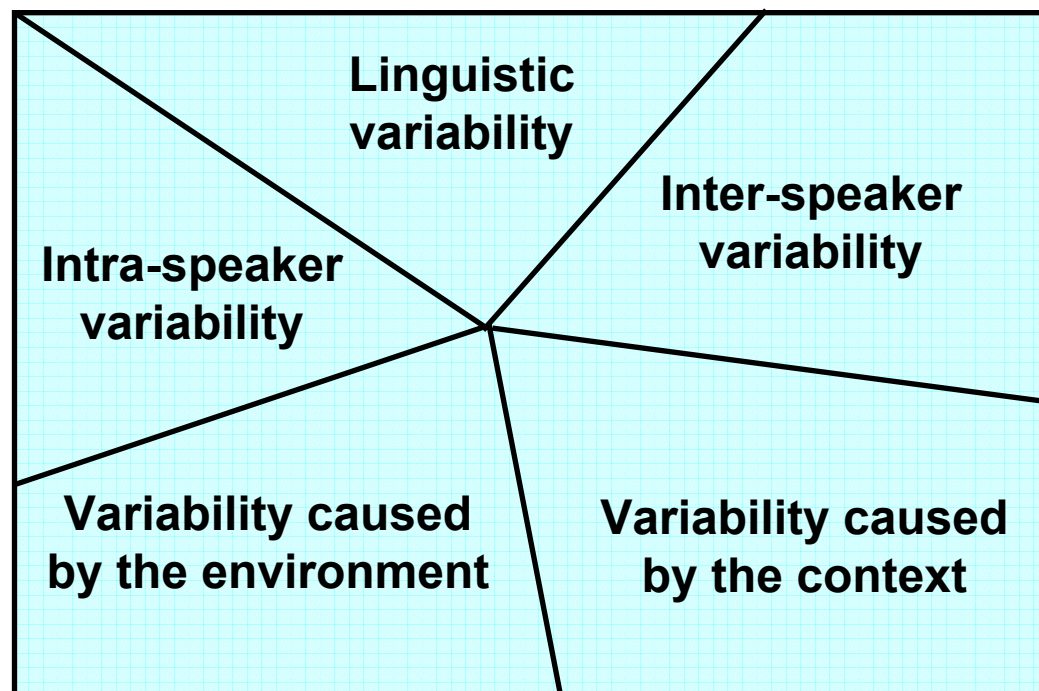 Linguistic
variability
Inter-speaker
variability
Intra-speaker
variability
Variability caused
by the environment
Variability caused
by the context